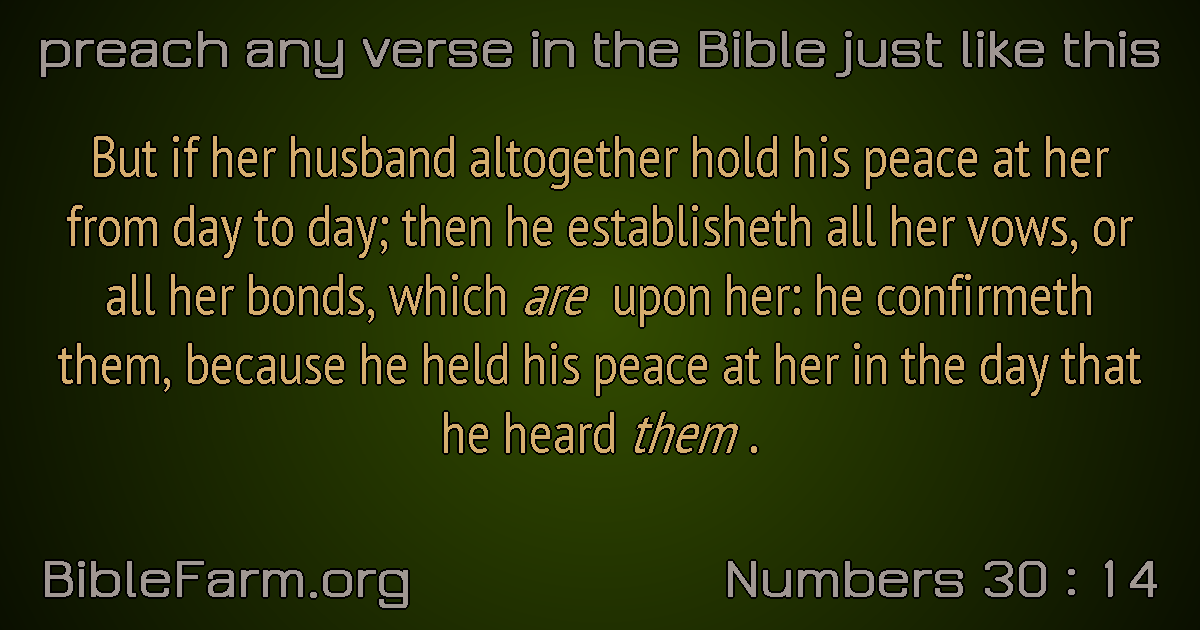 preach any verse in the Bible just like this
But if her husband altogether hold his peace at her
from day to day; then he establisheth all her vows, or
all her bonds, which are upon her: he confirmeth
them, because he held his peace at her in the day that
he heard them .
BibleFarm.org
Numbers 30 : 14